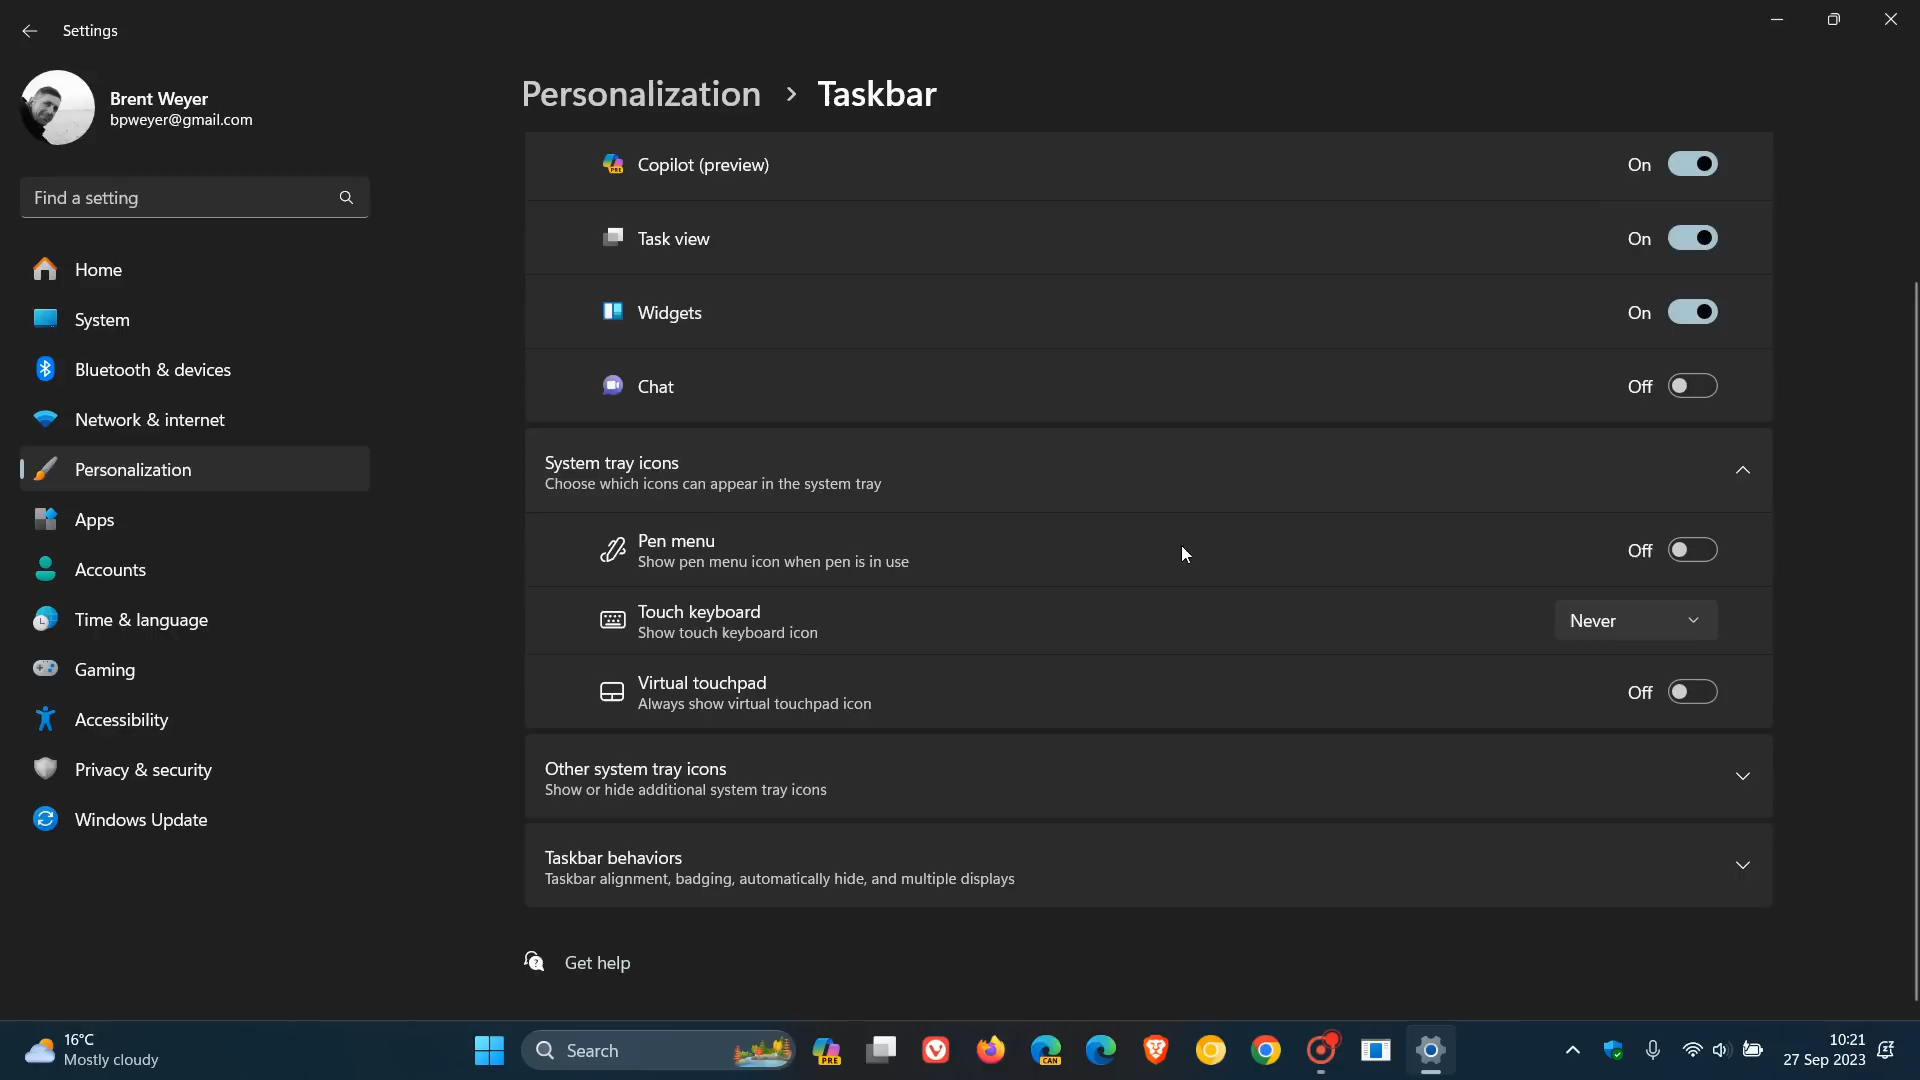 Settings
Brent Weyer
bpweyer@gmail.com
Find a setting
Home
System
Bluetooth & devices
Network & internet
Personalization
Apps
Accounts
Time & language
Gaming
Accessibility
Privacy & security
Windows Update
Personalization > Taskbar
Copilot (preview)
On
Task view
On
Widgets
On
Chat
Off
System tray icons
Choose which icons can appear in the system tray
Pen menu
Show pen menu icon when pen is in use
Off
Touch keyboard
Show touch keyboard icon
Never
Virtual touchpad
Always show virtual touchpad icon
Off
Other system tray icons
Show or hide additional system tray icons
Taskbar behaviors
Taskbar alignment, badging, automatically hide, and multiple displays
Get help
16°C
Mostly cloudy
Search
PRE
CAN
10:21
27 Sep 2023